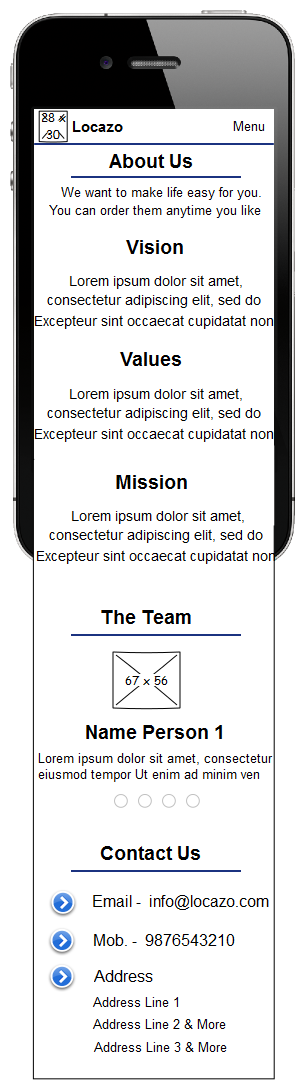 28 x 30
Locazo
Menu
About Us
We want to make life easy for you.
You can order them anytime you like
Vision
Lorem ipsum dolor sit amet,
consectetur adipiscing elit, sed do
Excepteur sint occaecat cupidatat non
Values
Lorem ipsum dolor sit amet,
consectetur adipiscing elit, sed do
Excepteur sint occaecat cupidatat non
Mission
Lorem ipsum dolor sit amet,
consectetur adipiscing elit, sed do
Excepteur sint occaecat cupidatat non
The Team
67 x 56
Name Person 1
Lorem ipsum dolor sit amet, consectetur
eiusmod tempor Ut enim ad minim ven
Contact Us
Email - info@locazo.com
Mob. - 9876543210
Address
Address Line 1
Address Line 2 & More
Address Line 3 & More